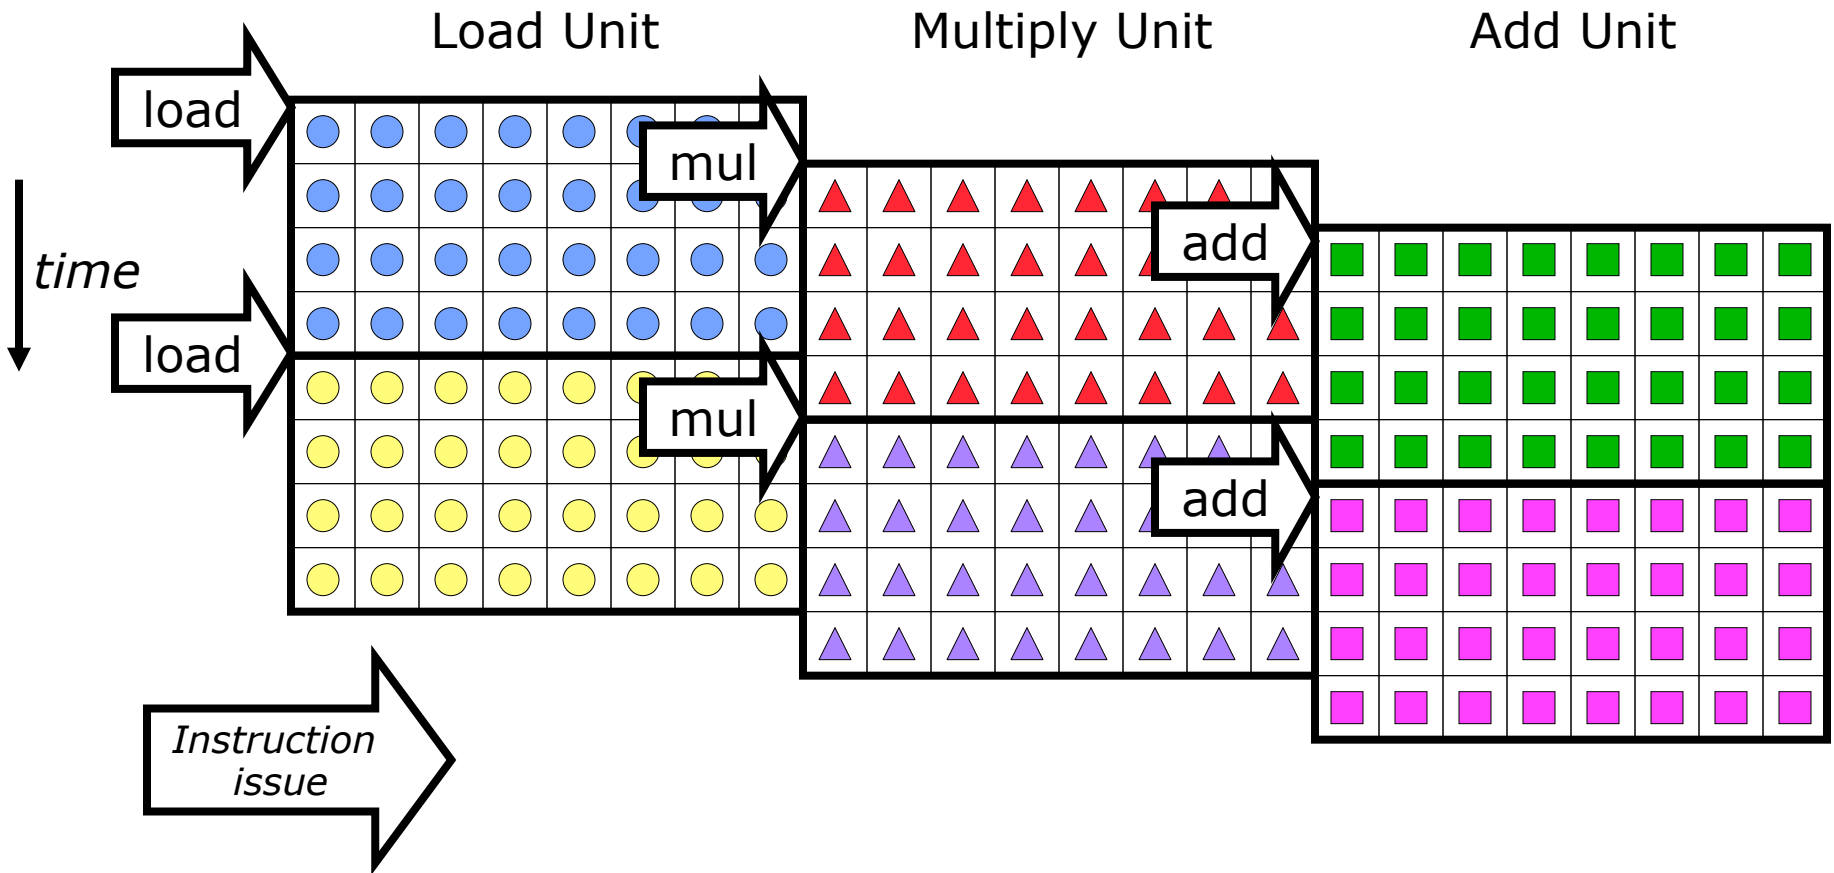 Load Unit
Multiply Unit
Add Unit
load
mul
add
time
load
mul
add
Instruction
issue